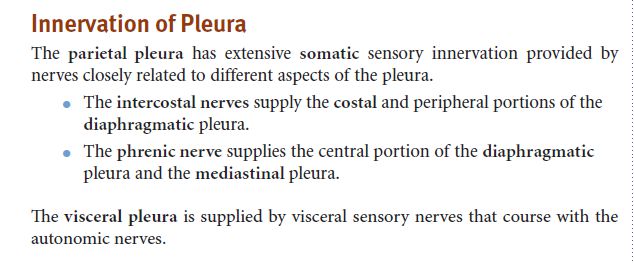 Innervation of Pleura
The parietal pleura has extensive somatic sensory innervation provided by
nerves closely related to different aspects of the pleura.
• The intercostal nerves supply the costal and peripheral portions of the
diaphragmatic pleura.
• The phrenic nerve supplies the central portion of the diaphragmatic
pleura and the mediastinal pleura.
The visceral pleura is supplied by visceral sensory nerves that course with the
autonomic nerves.